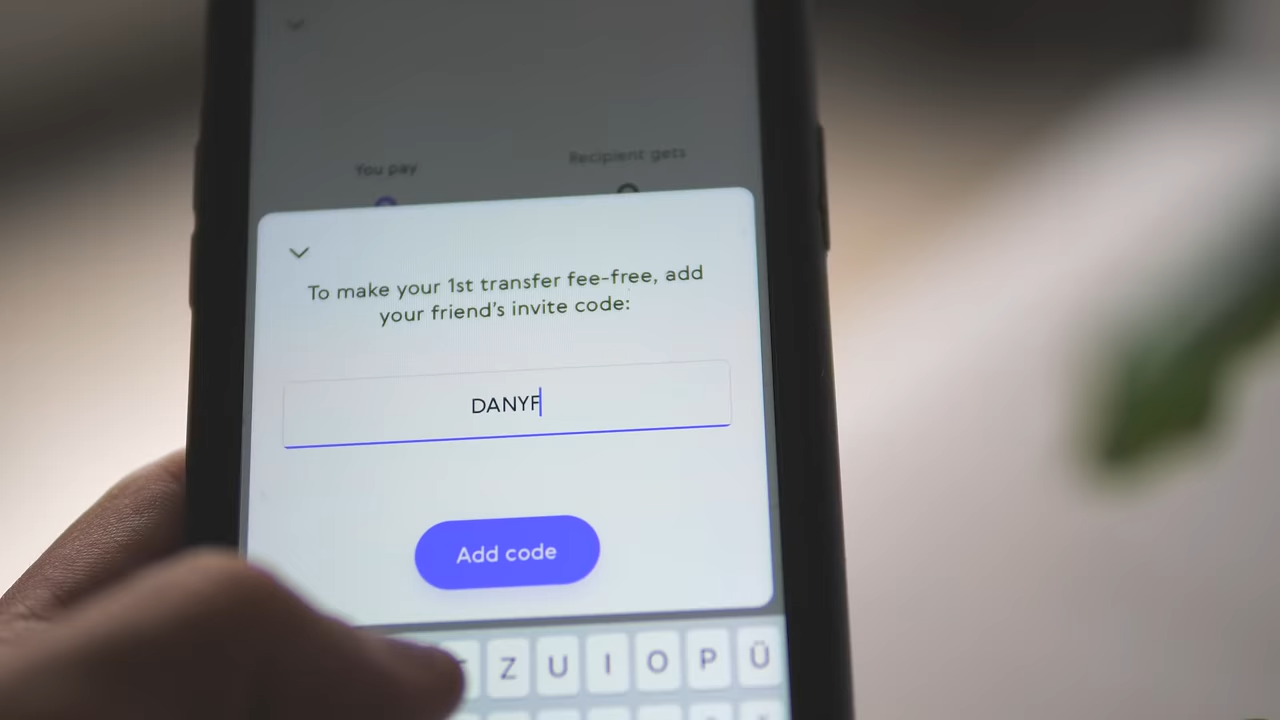 You pay
Recipient gets
To make your 1st transfer fee-free, add
your friend's invite code:
DANYF
Add code
Z U I O P Ü